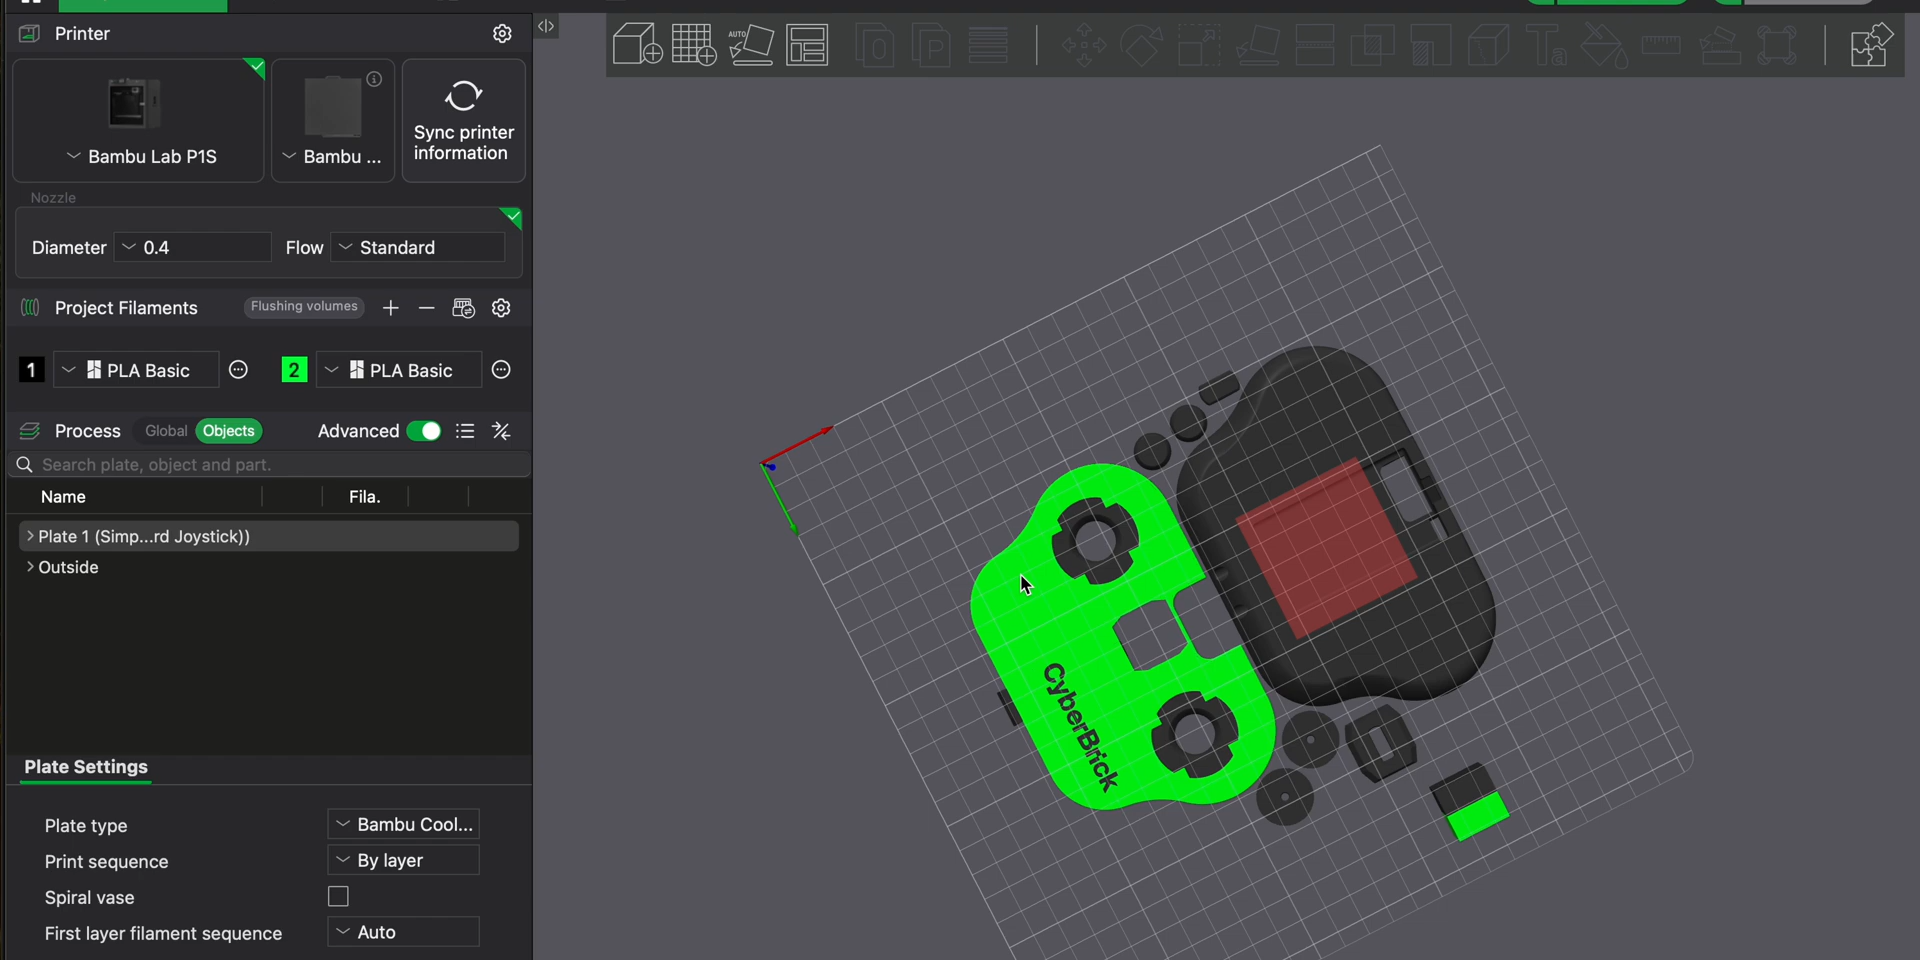 Printer
Bambu Lab P1S
Bambu ...
Sync printer
information
Nozzle
Diameter 0.4 Flow Standard
Project Filaments Flushing volumes
1 PLA Basic 2 PLA Basic
Process Global Objects Advanced
Search plate, object and part.
Name Fila.
Plate 1 (Simp...rd Joystick))
Outside
Plate Settings
Plate type Bambu Cool...
Print sequence By layer
Spiral vase
First layer filament sequence Auto
AUTO
CyberBrick